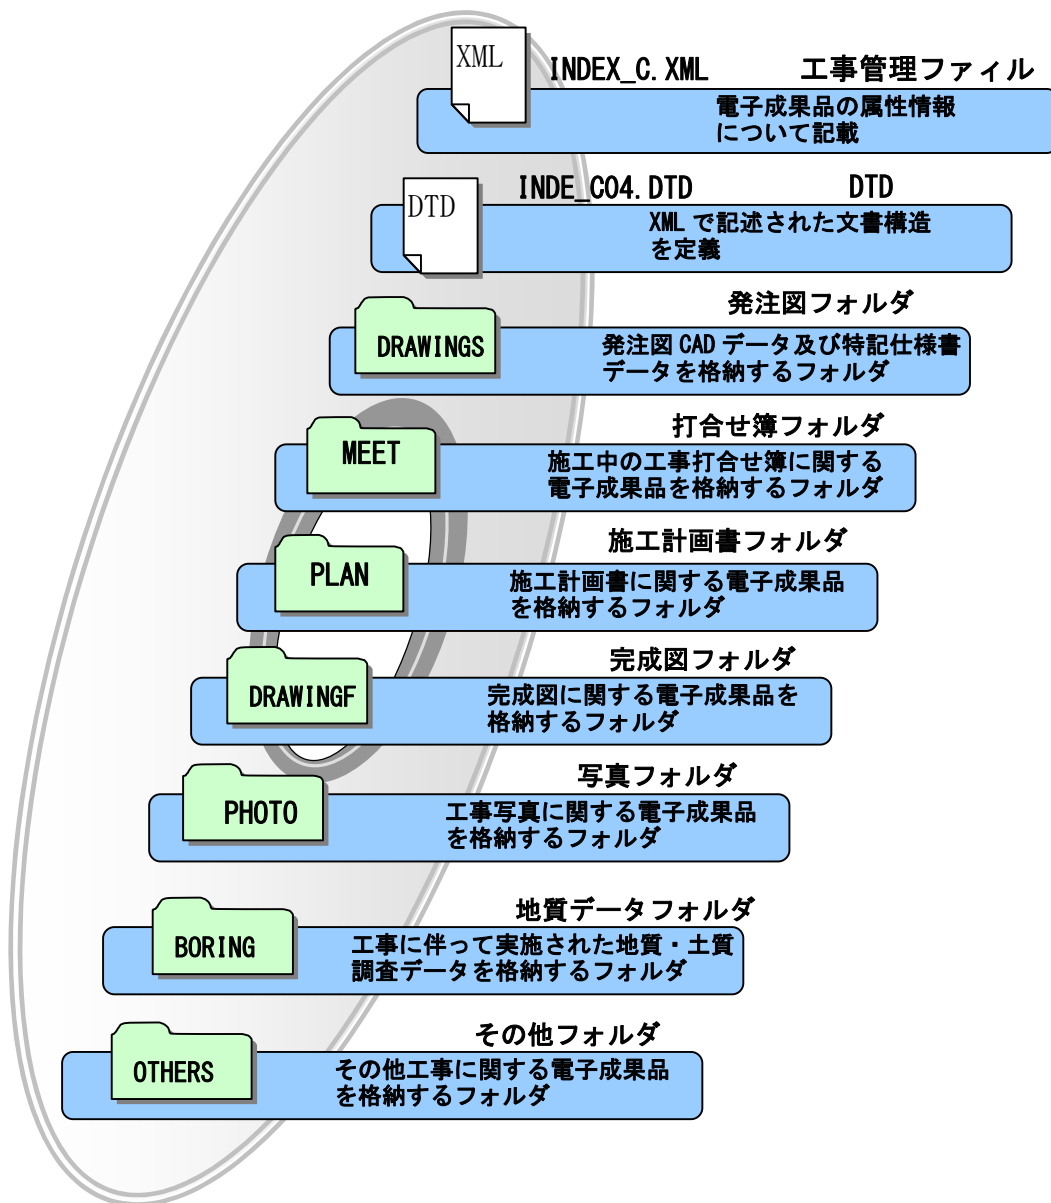 XML
INDEX_C.XML 工事管理ファイル
電子成果品の属性情報
について記載
DTD
INDE_C04.DTD DTD
XMLで記述された文書構造
を定義
発注図フォルダ
DRAWINGS
発注図CADデータ及び特記仕様書
データを格納するフォルダ
打合せ簿フォルダ
MEET
施工中の工事打合せ簿に関する
電子成果品を格納するフォルダ
施工計画書フォルダ
PLAN
施工計画書に関する電子成果品
を格納するフォルダ
完成図フォルダ
DRAWINGF
完成図に関する電子成果品を
格納するフォルダ
写真フォルダ
PHOTO
工事写真に関する電子成果品
を格納するフォルダ
地質データフォルダ
BORING
工事に伴って実施された地質・土質
調査データを格納するフォルダ
その他フォルダ
OTHERS
その他工事に関する電子成果品
を格納するフォルダ